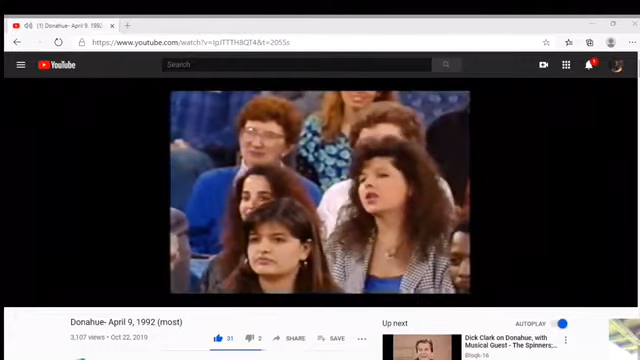 (1) Donahue- April 9, 1992
https://www.youtube.com/watch?v=IpJTTTH8QT4&t=2055s
YouTube
Search
1
Donahue- April 9, 1992 (most)
3,107 views • Oct 22, 2019
31
2
SHARE
SAVE
Up next
AUTOPLAY
Dick Clark on Donahue, with
Musical Guest - The Spinners;...
Btoqk-16